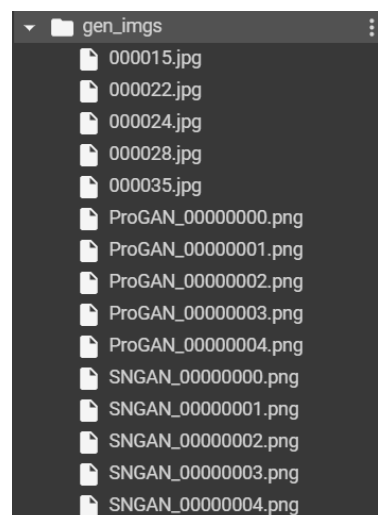 gen_imgs
000015.jpg
000022.jpg
000024.jpg
000028.jpg
000035.jpg
ProGAN_00000000.png
ProGAN_00000001.png
ProGAN_00000002.png
ProGAN_00000003.png
ProGAN_00000004.png
SNGAN_00000000.png
SNGAN_00000001.png
SNGAN_00000002.png
SNGAN_00000003.png
SNGAN_00000004.png